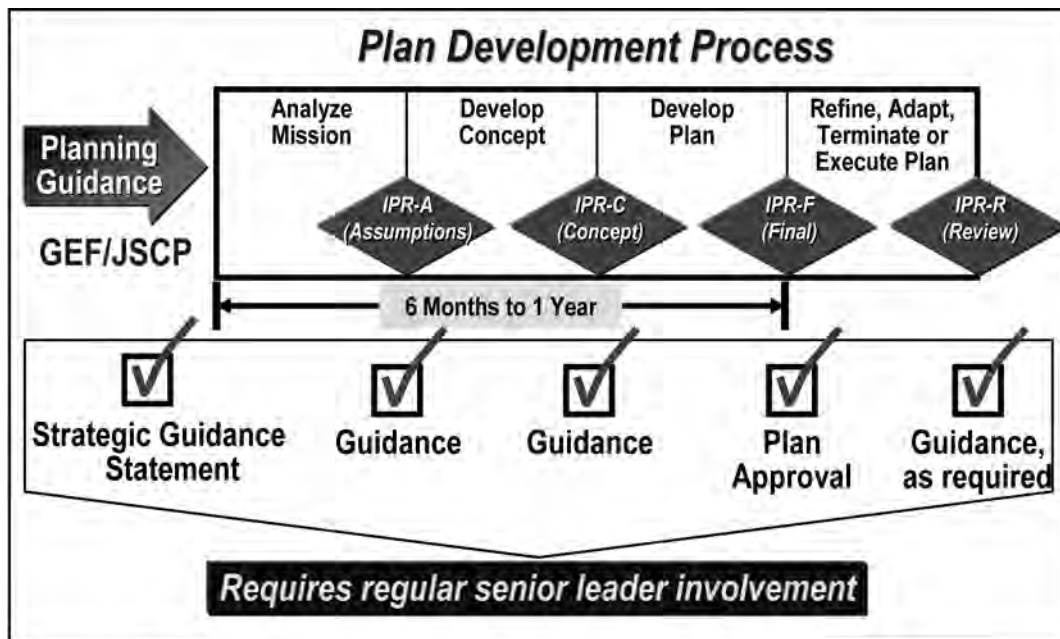 Plan Development Process
Planning
Guidance
GEF/JSCP
Analyze
Mission
Develop
Concept
Develop
Plan
Refine, Adapt,
Terminate or
Execute Plan
IPR-A
(Assumptions)
IPR-C
(Concept)
IPR-F
(Final)
IPR-R
(Review)
6 Months to 1 Year
Strategic Guidance
Statement
Guidance
Guidance
Plan
Approval
Guidance,
as required
Requires regular senior leader involvement